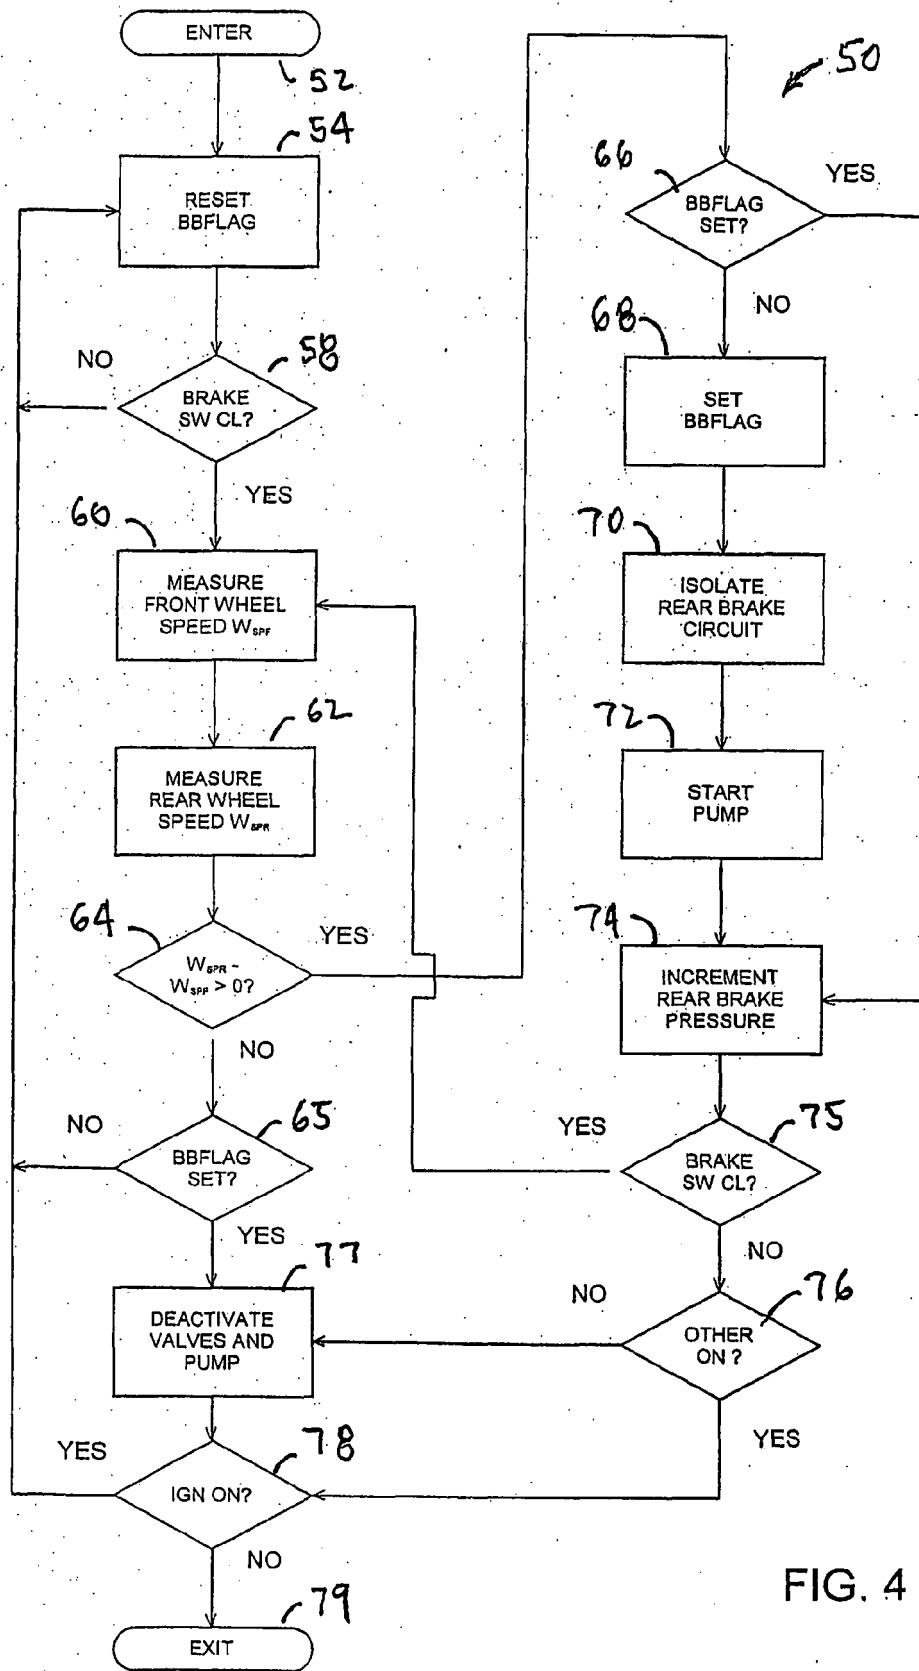 ENTER
52
54
RESET
BBFLAG
NO
58
BRAKE
SW CL?
YES
60
MEASURE
FRONT WHEEL
SPEED W_SPF
62
MEASURE
REAR WHEEL
SPEED W_SPR
64
W_SPR -
W_SPF > 0?
YES
NO
65
NO
BBFLAG
SET?
YES
77
DEACTIVATE
VALVES AND
PUMP
YES
78
IGN ON?
NO
79
EXIT
50
66
BBFLAG
SET?
YES
NO
68
SET
BBFLAG
70
ISOLATE
REAR BRAKE
CIRCUIT
72
START
PUMP
74
INCREMENT
REAR BRAKE
PRESSURE
YES
75
BRAKE
SW CL?
NO
NO
76
OTHER
ON ?
YES
FIG. 4